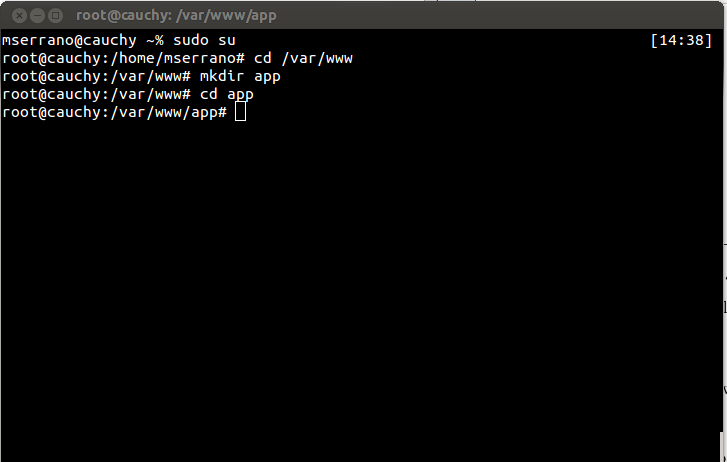 root@cauchy: /var/www/app
mserrano@cauchy ~% sudo su [14:38]
root@cauchy:/home/mserrano# cd /var/www
root@cauchy:/var/www# mkdir app
root@cauchy:/var/www# cd app
root@cauchy:/var/www/app#